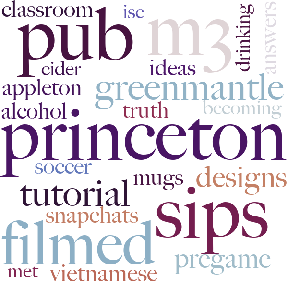 classroom isc
pub m3 drinking answers
cider ideas
appleton greenmantle
alcohol truth becoming
princeton
soccer mugs designs
tutorial
snapchats sips
filmed pregame
met vietnamese